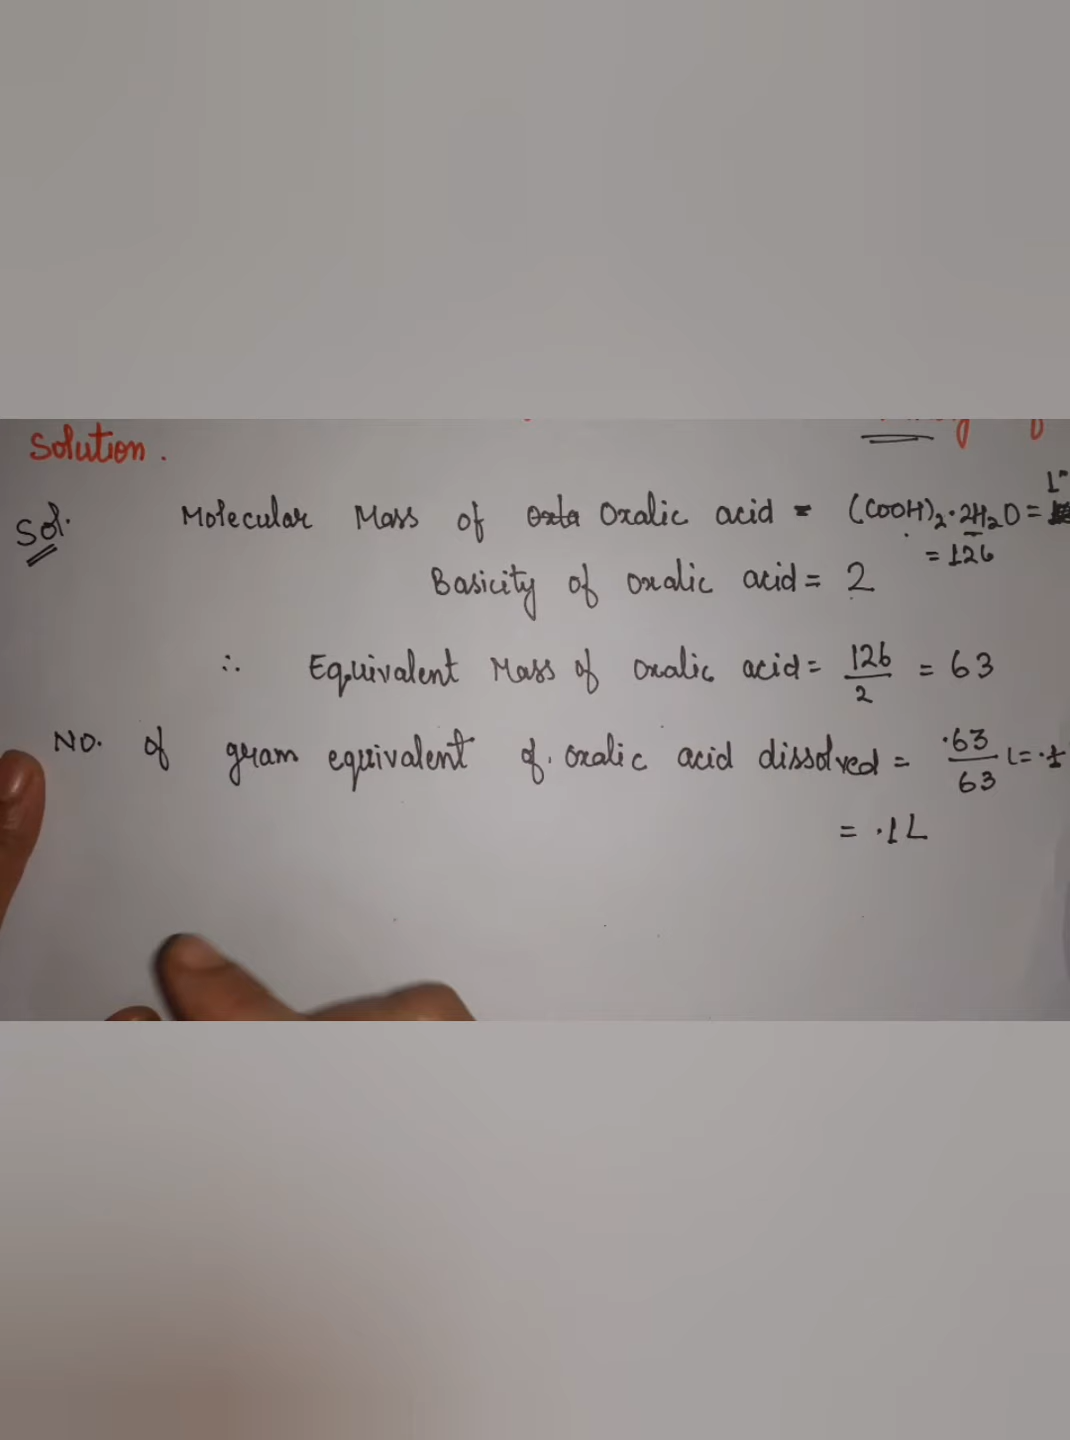 Solution.
Sol. Molecular Mass of Oxalic acid = (COOH)₂·2H₂O =
= 126
Basicity of oxalic acid = 2
∴ Equivalent Mass of oxalic acid = 126/2 = 63
No. of gram equivalent of oxalic acid dissolved = .63/63
= .1 L